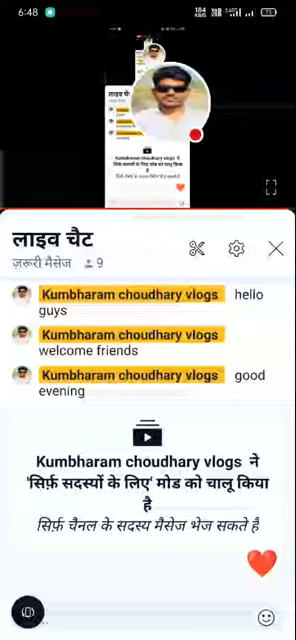 6:48
लाइव चैट
ज़रूरी मैसेज 9
Kumbharam choudhary vlogs hello
guys
Kumbharam choudhary vlogs
welcome friends
Kumbharam choudhary vlogs good
evening
Kumbharam choudhary vlogs ने
'सिर्फ़ सदस्यों के लिए' मोड को चालू किया
है
सिर्फ़ चैनल के सदस्य मैसेज भेज सकते है